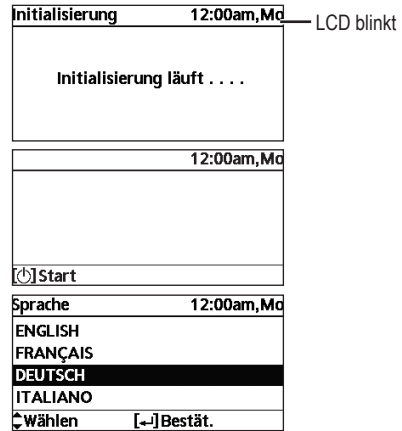 Initialisierung 12:00am,Mo
LCD blinkt
Initialisierung läuft . . . .
12:00am,Mo
[⏻]Start
Sprache 12:00am,Mo
ENGLISH
FRANÇAIS
DEUTSCH
ITALIANO
Wählen [↵]Bestät.